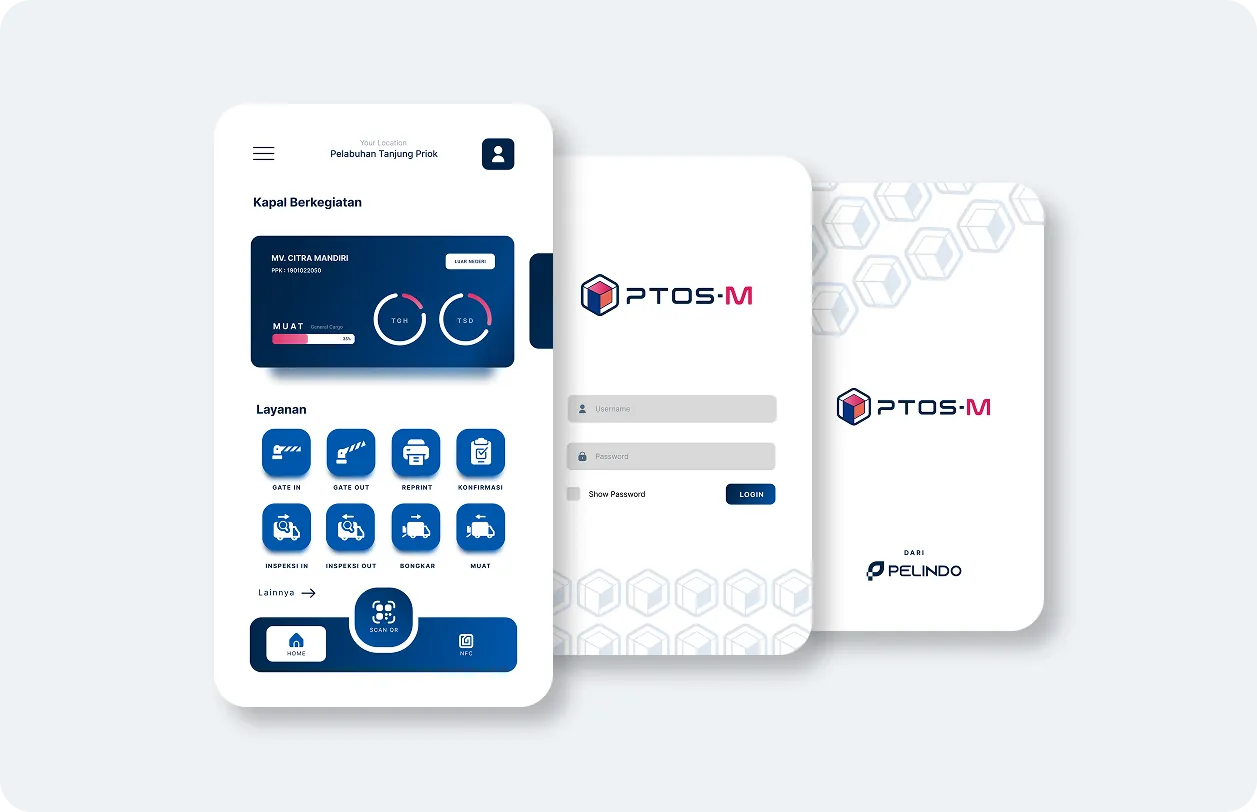 Your Location
Pelabuhan Tanjung Priok
Kapal Berkegiatan
MV. CITRA MANDIRI
PPK : 1901022050
LUAR NEGERI
TGH
TSD
MUAT General Cargo
35%
Layanan
GATE IN
GATE OUT
REPRINT
KONFIRMASI
INSPEKSI IN
INSPEKSI OUT
BONGKAR
MUAT
Lainnya
SCAN QR
HOME
NFC
PTOS-M
Username
Password
Show Password
LOGIN
PTOS-M
DARI
PELINDO